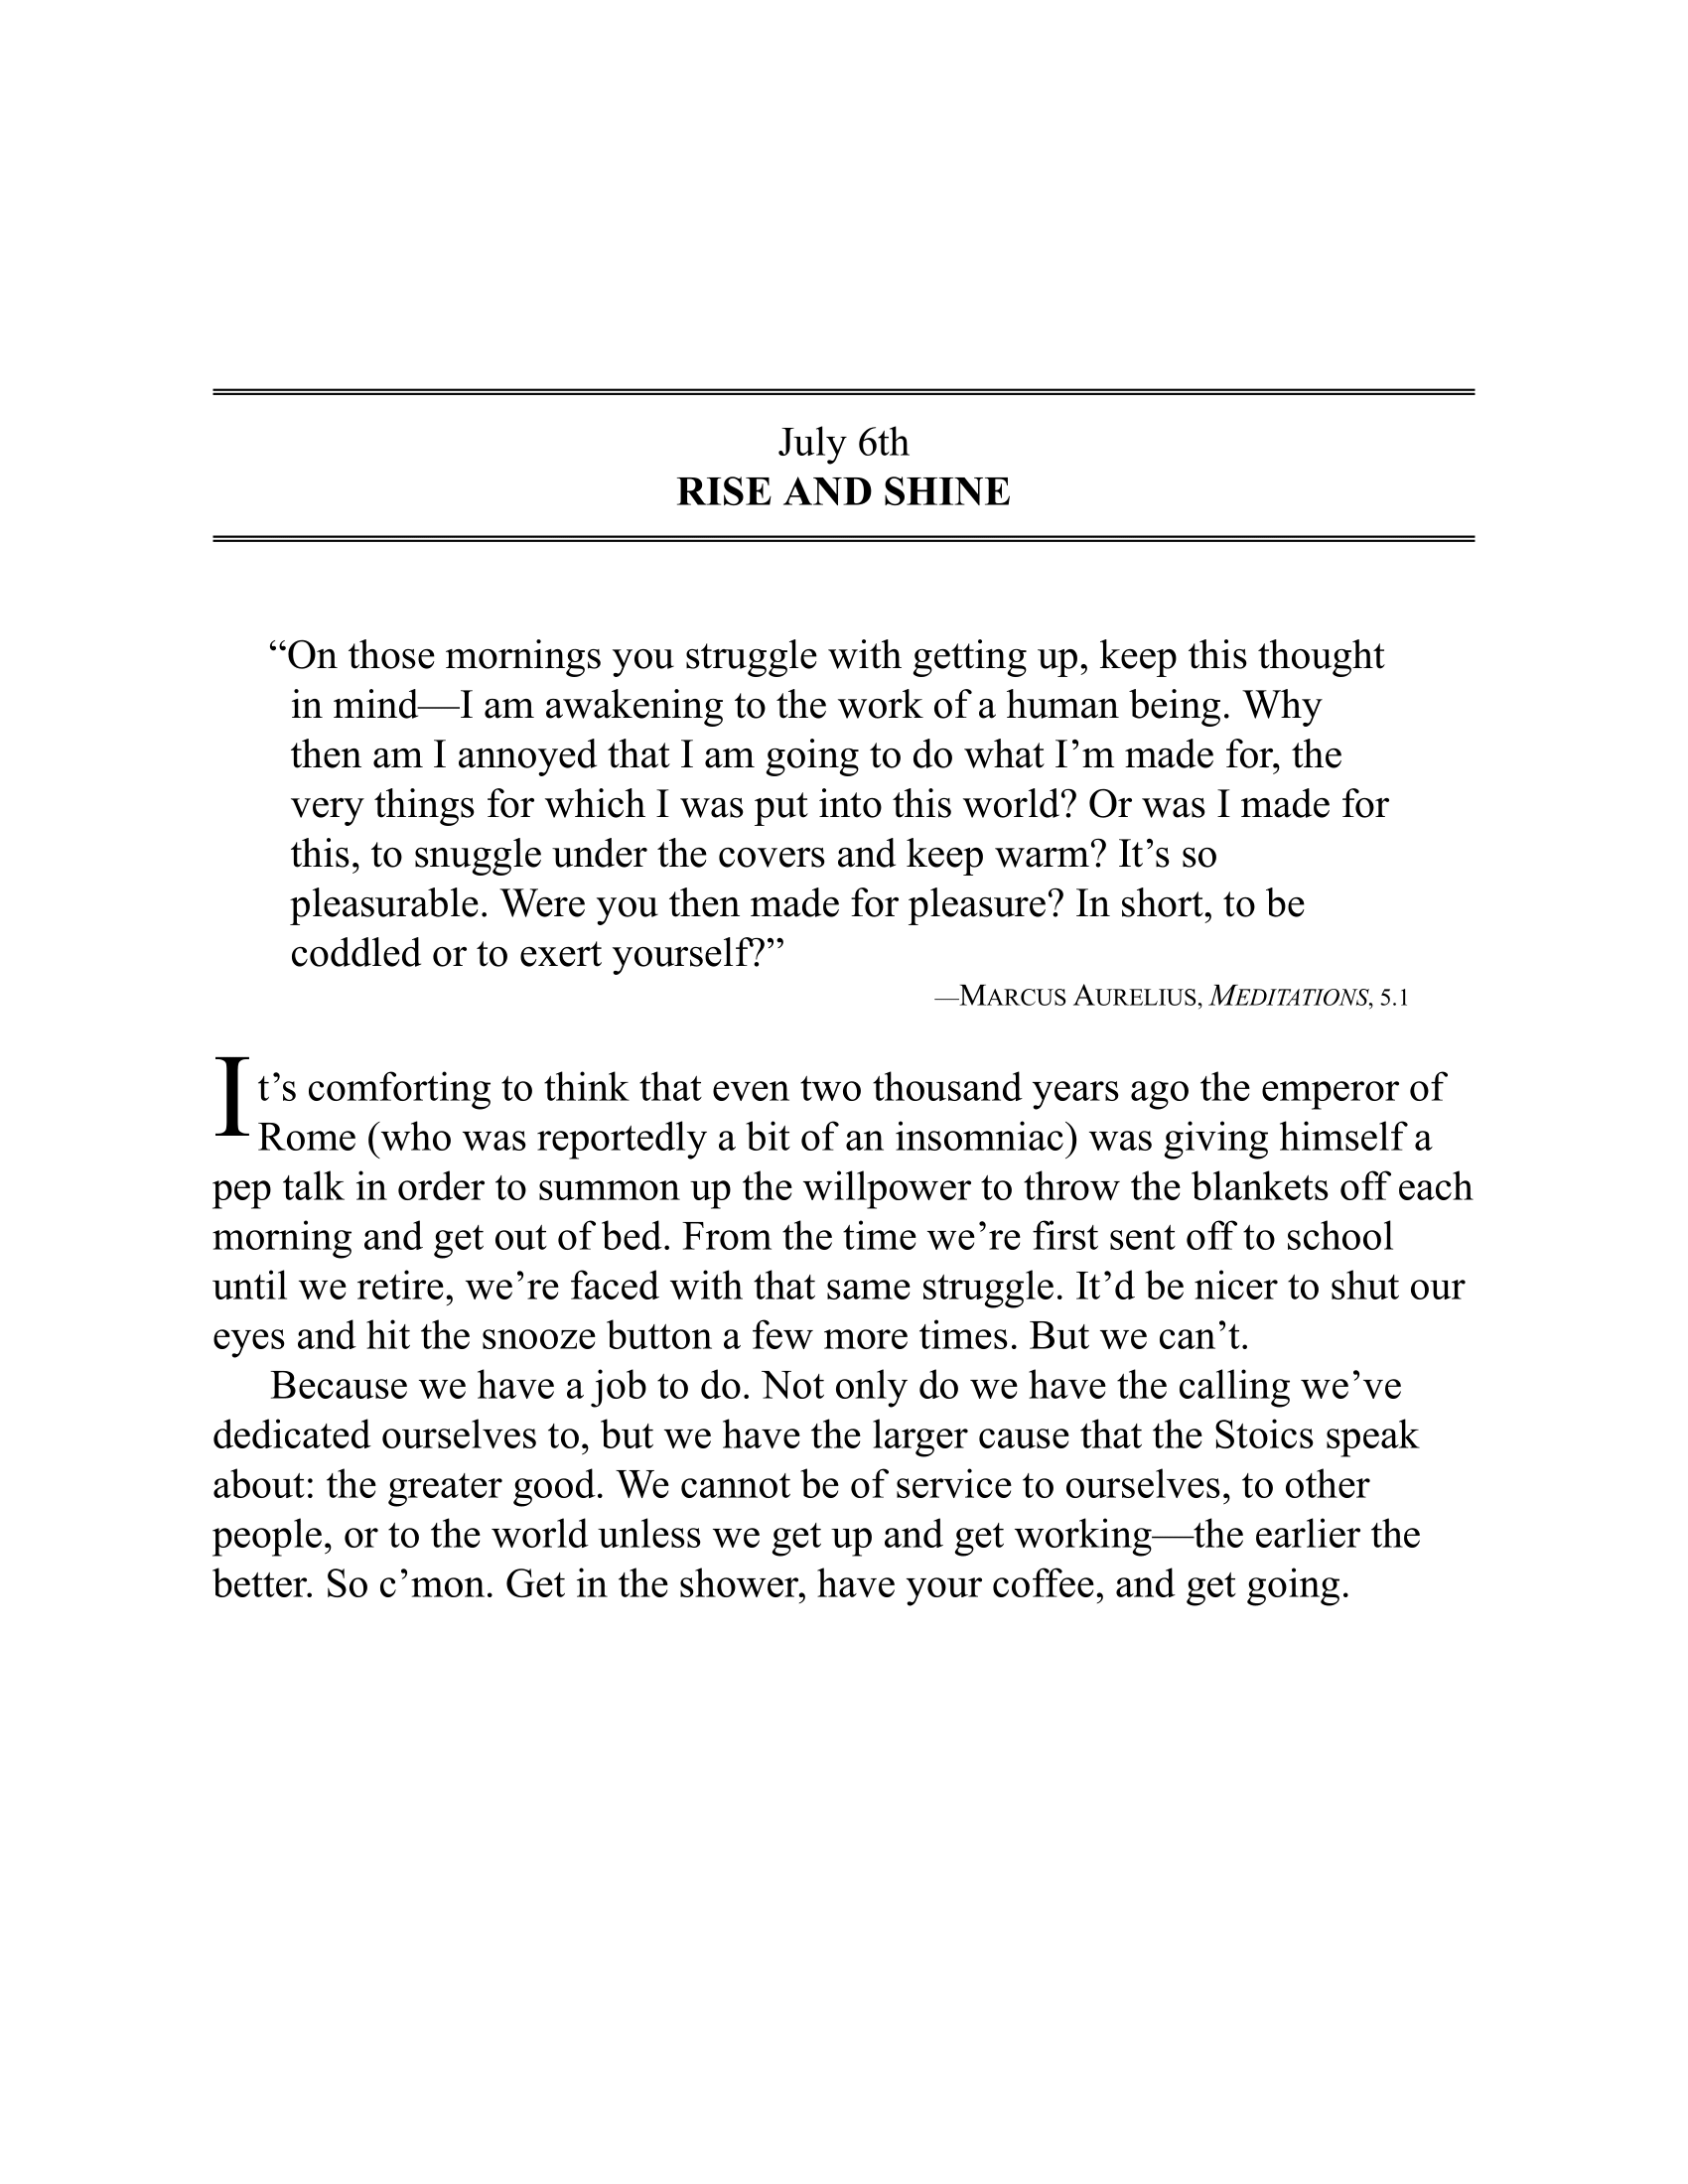 July 6th
RISE AND SHINE
“On those mornings you struggle with getting up, keep this thought
in mind—I am awakening to the work of a human being. Why
then am I annoyed that I am going to do what I’m made for, the
very things for which I was put into this world? Or was I made for
this, to snuggle under the covers and keep warm? It’s so
pleasurable. Were you then made for pleasure? In short, to be
coddled or to exert yourself?”
—MARCUS AURELIUS, MEDITATIONS, 5.1
It’s comforting to think that even two thousand years ago the emperor of
Rome (who was reportedly a bit of an insomniac) was giving himself a
pep talk in order to summon up the willpower to throw the blankets off each
morning and get out of bed. From the time we’re first sent off to school
until we retire, we’re faced with that same struggle. It’d be nicer to shut our
eyes and hit the snooze button a few more times. But we can’t.
Because we have a job to do. Not only do we have the calling we’ve
dedicated ourselves to, but we have the larger cause that the Stoics speak
about: the greater good. We cannot be of service to ourselves, to other
people, or to the world unless we get up and get working—the earlier the
better. So c’mon. Get in the shower, have your coffee, and get going.